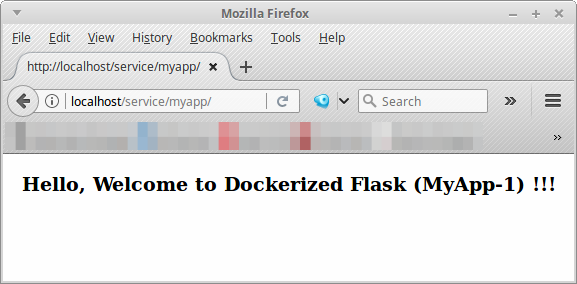 Mozilla Firefox
File Edit View History Bookmarks Tools Help
http://localhost/service/myapp/
localhost/service/myapp/ Search
Hello, Welcome to Dockerized Flask (MyApp-1) !!!